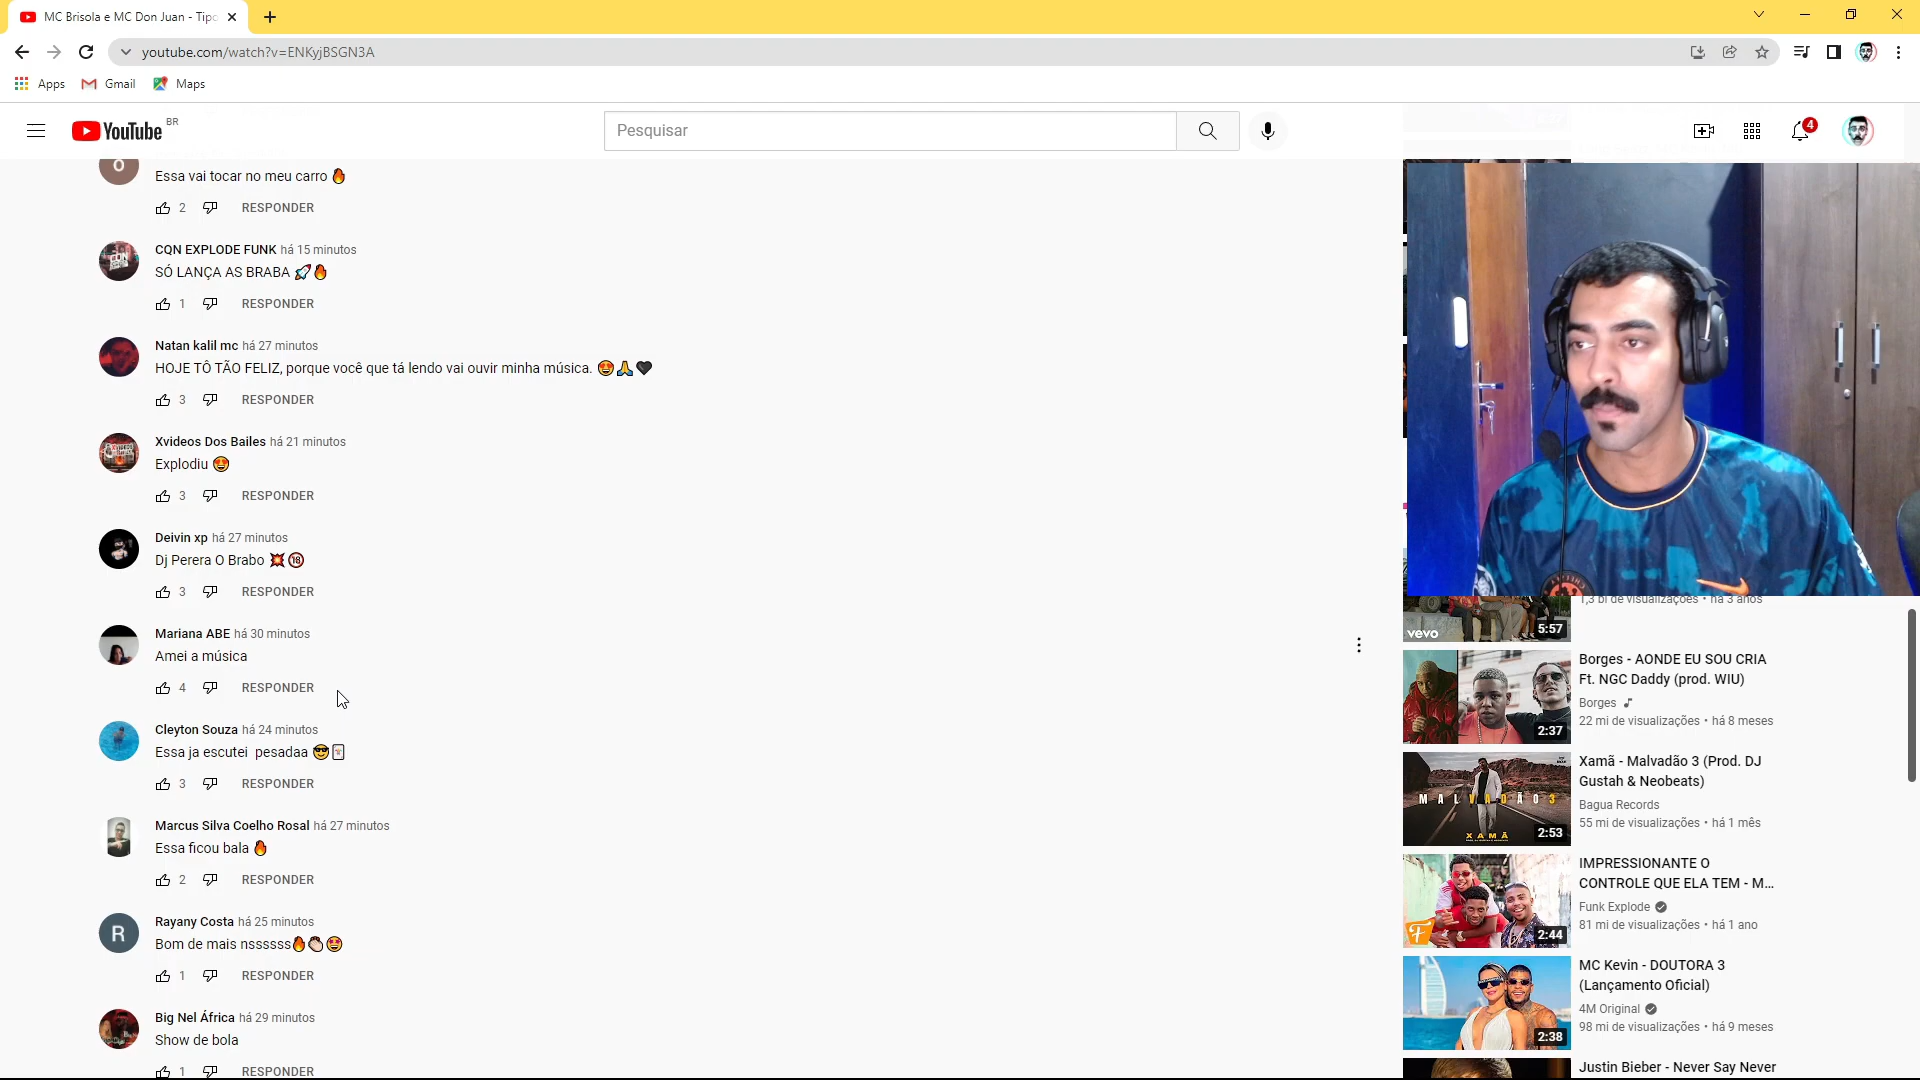 MC Brisola e MC Don Juan - Tipo
youtube.com/watch?v=ENKyjBSGN3A
Apps
Gmail
Maps
YouTube BR
Pesquisar
4
O
Essa vai tocar no meu carro 🔥
2 RESPONDER
CQN EXPLODE FUNK há 15 minutos
SÓ LANÇA AS BRABA 🚀🔥
1 RESPONDER
Natan kalil mc há 27 minutos
HOJE TÔ TÃO FELIZ, porque você que tá lendo vai ouvir minha música. 😍🙏🖤
3 RESPONDER
Xvideos Dos Bailes há 21 minutos
Explodiu 😍
3 RESPONDER
Deivin xp há 27 minutos
Dj Perera O Brabo 💥🔞
3 RESPONDER
Mariana ABE há 30 minutos
Amei a música
4 RESPONDER
Cleyton Souza há 24 minutos
Essa ja escutei pesadaa 😎🃏
3 RESPONDER
Marcus Silva Coelho Rosal há 27 minutos
Essa ficou bala 🔥
2 RESPONDER
R
Rayany Costa há 25 minutos
Bom de mais nssssss🔥👏🏻🤩
1 RESPONDER
Big Nel África há 29 minutos
Show de bola
1 RESPONDER
1,3 bi de visualizações • há 3 anos
vevo
5:57
Borges - AONDE EU SOU CRIA
Ft. NGC Daddy (prod. WIU)
Borges
22 mi de visualizações • há 8 meses
2:37
Xamã - Malvadão 3 (Prod. DJ
Gustah & Neobeats)
Bagua Records
55 mi de visualizações • há 1 mês
MALVADÃO 3
XAMÃ
2:53
IMPRESSIONANTE O
CONTROLE QUE ELA TEM - M...
Funk Explode
81 mi de visualizações • há 1 ano
2:44
MC Kevin - DOUTORA 3
(Lançamento Oficial)
4M Original
98 mi de visualizações • há 9 meses
2:38
Justin Bieber - Never Say Never